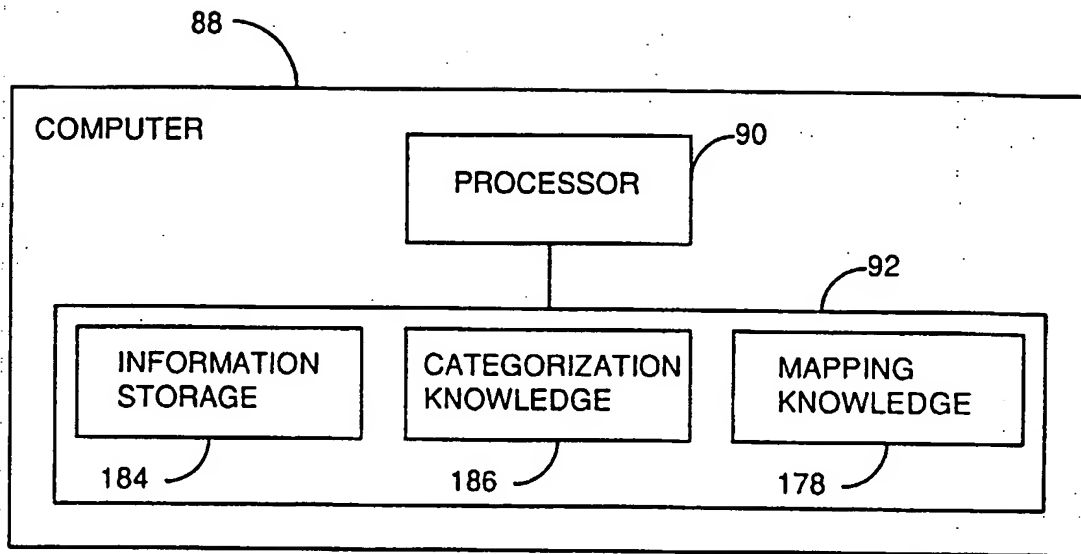 88
COMPUTER
90
PROCESSOR
92
INFORMATION
STORAGE
CATEGORIZATION
KNOWLEDGE
MAPPING
KNOWLEDGE
184
186
178